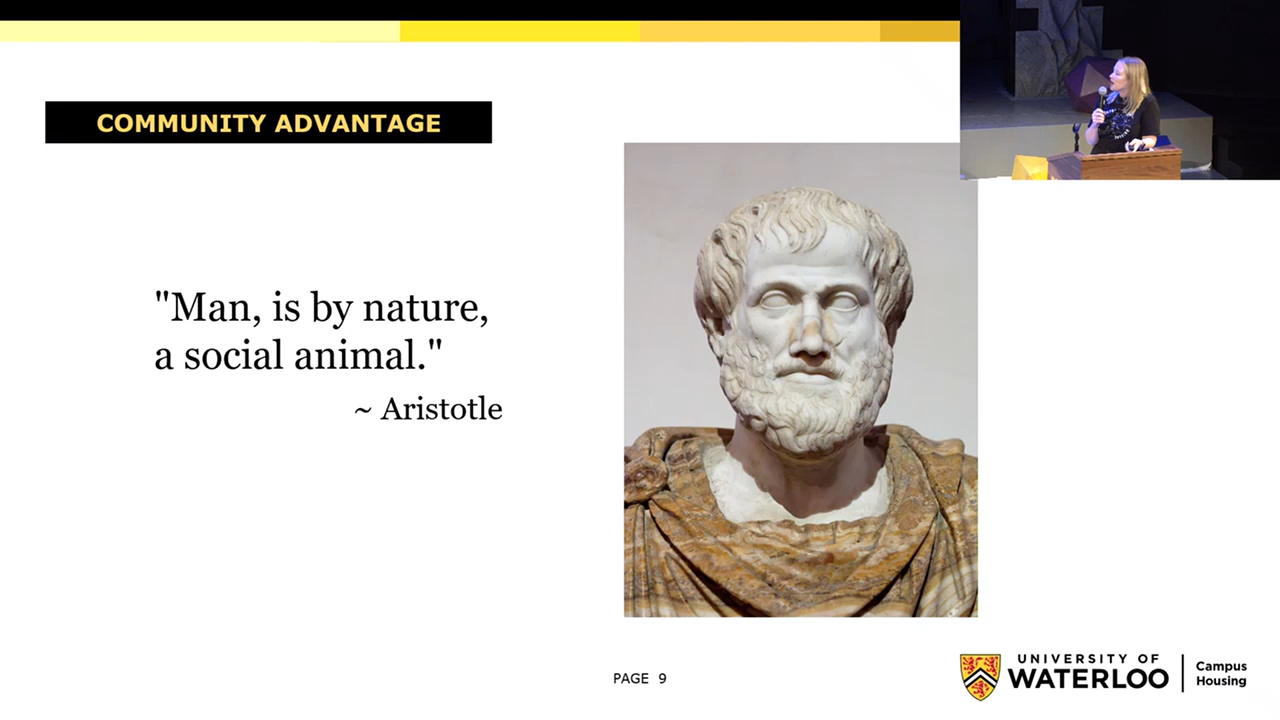 COMMUNITY ADVANTAGE
"Man, is by nature,
a social animal."
~ Aristotle
PAGE 9
UNIVERSITY OF
WATERLOO
Campus
Housing